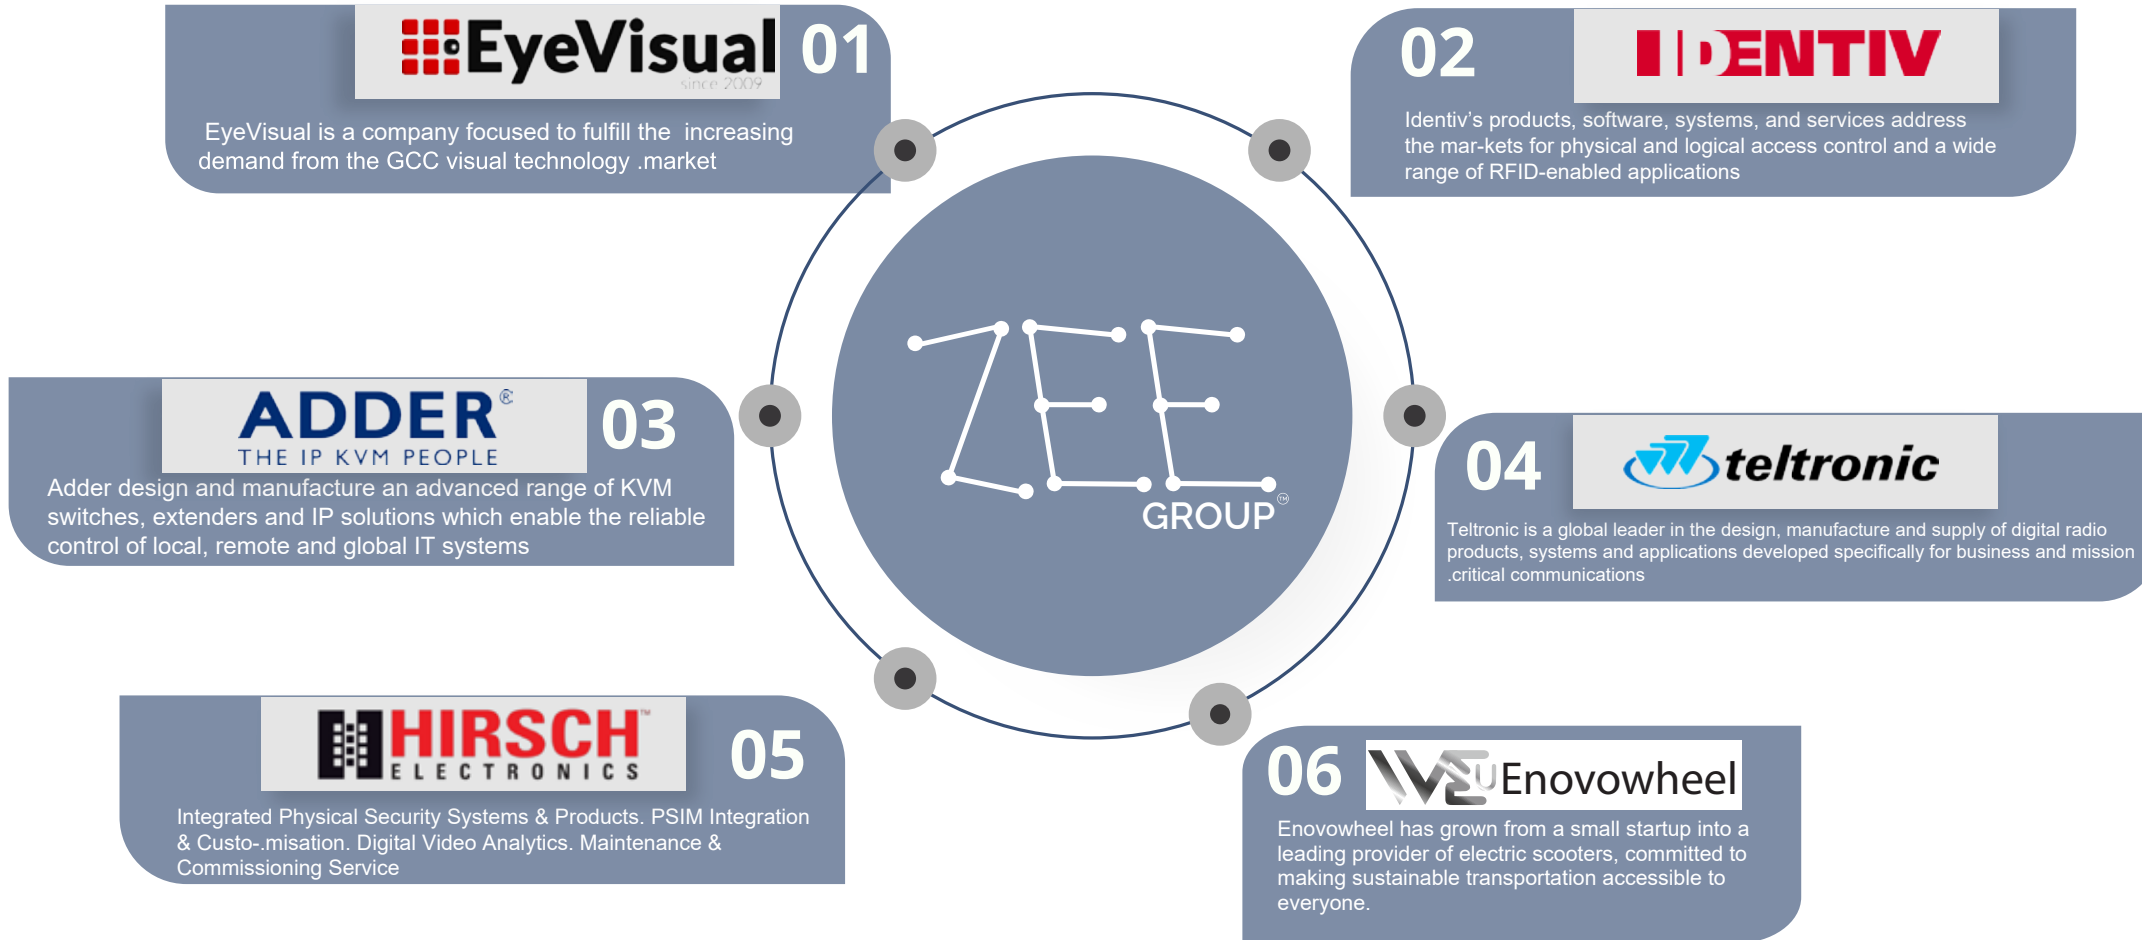 EyeVisual
since 2009
01
EyeVisual is a company focused to fulfill the  increasing
demand from the GCC visual technology .market
02
IDENTIV
Identiv’s products, software, systems, and services address
the mar-kets for physical and logical access control and a wide
range of RFID-enabled applications
ADDER®
THE IP KVM PEOPLE
03
Adder design and manufacture an advanced range of KVM
switches, extenders and IP solutions which enable the reliable
control of local, remote and global IT systems
ZEE
GROUP™
04
teltronic
Teltronic is a global leader in the design, manufacture and supply of digital radio
products, systems and applications developed specifically for business and mission
.critical communications
HIRSCH™
ELECTRONICS
05
Integrated Physical Security Systems & Products. PSIM Integration
& Custo-.misation. Digital Video Analytics. Maintenance &
Commissioning Service
06
Enovowheel
Enovowheel has grown from a small startup into a
leading provider of electric scooters, committed to
making sustainable transportation accessible to
everyone.